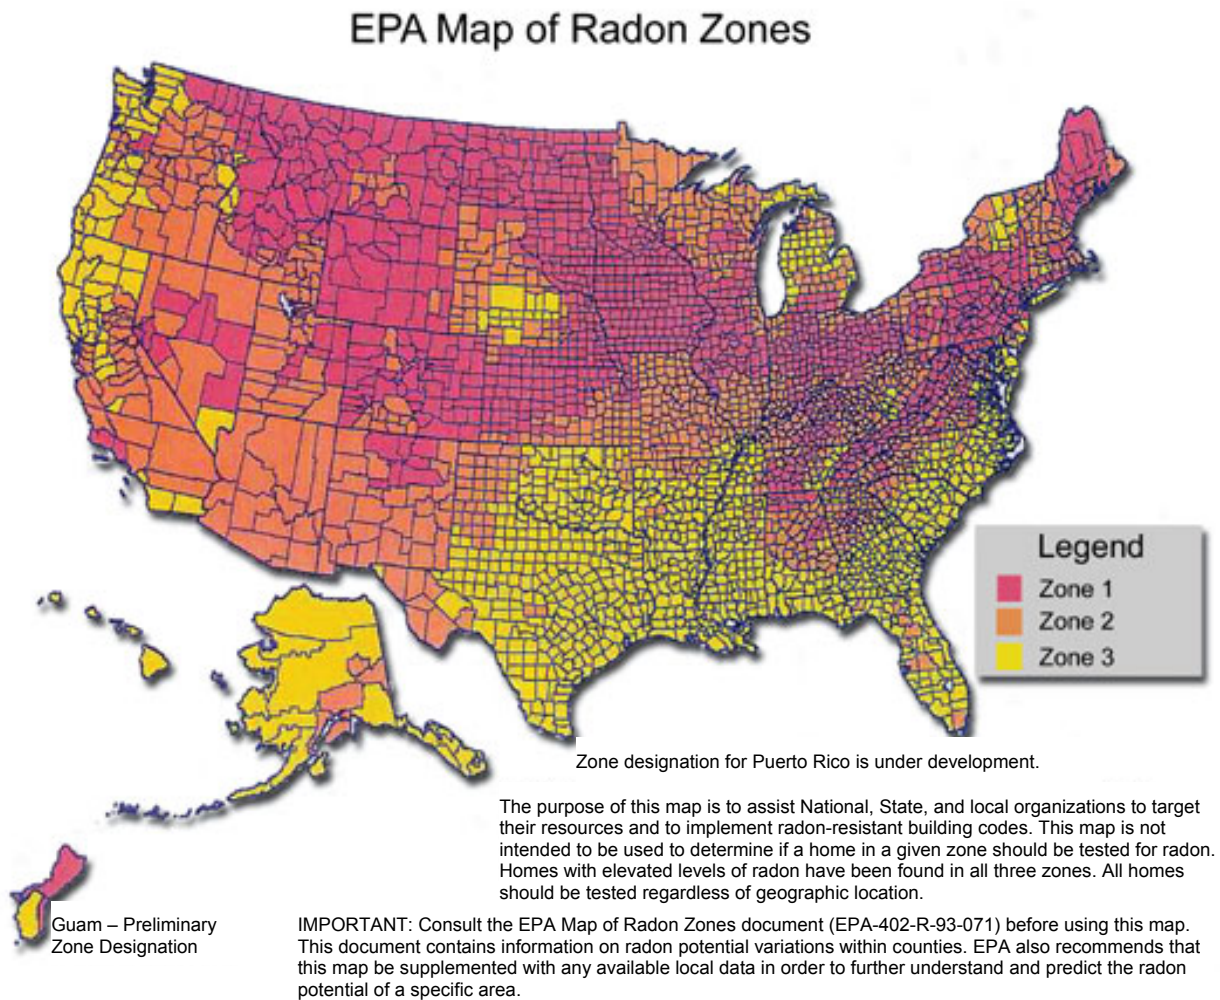 EPA Map of Radon Zones
Legend
Zone 1
Zone 2
Zone 3
Zone designation for Puerto Rico is under development.
The purpose of this map is to assist National, State, and local organizations to target
their resources and to implement radon-resistant building codes. This map is not
intended to be used to determine if a home in a given zone should be tested for radon.
Homes with elevated levels of radon have been found in all three zones. All homes
should be tested regardless of geographic location.
Guam – Preliminary
Zone Designation
IMPORTANT: Consult the EPA Map of Radon Zones document (EPA-402-R-93-071) before using this map.
This document contains information on radon potential variations within counties. EPA also recommends that
this map be supplemented with any available local data in order to further understand and predict the radon
potential of a specific area.